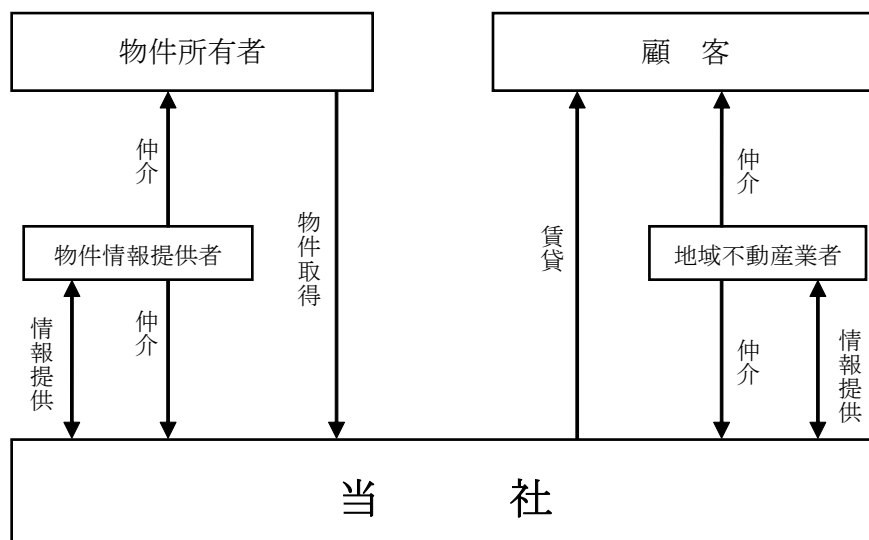 物件所有者
顧　客
仲介
仲介
物件取得
賃貸
物件情報提供者
地域不動産業者
情報提供
仲介
仲介
情報提供
当　社